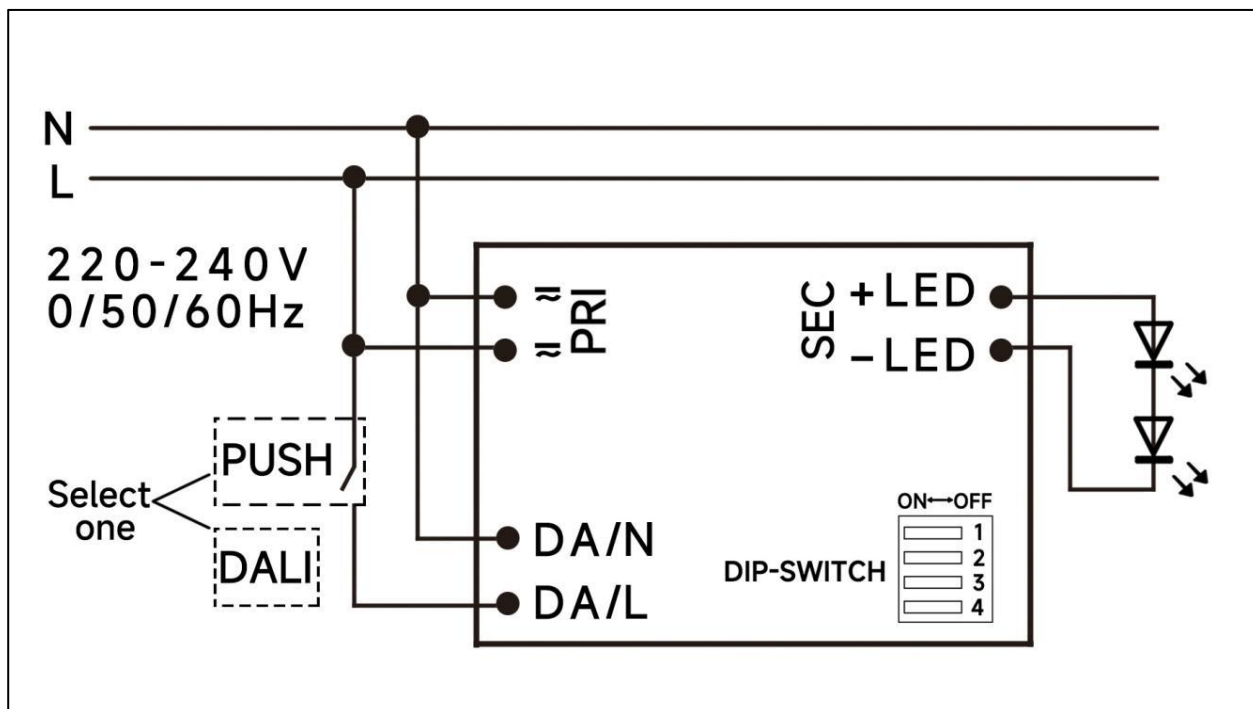 N
L
220-240V
0/50/60Hz
PUSH
Select
one
DALI
PRI
SEC
+LED
-LED
DA/N
DA/L
DIP-SWITCH
ON↔OFF
1
2
3
4